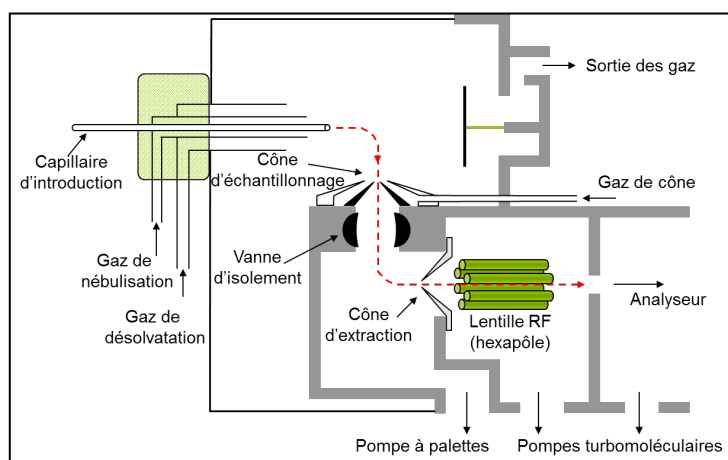 Sortie des gaz
Capillaire
d'introduction
Cône
d'échantillonnage
Gaz de cône
Gaz de
nébulisation
Vanne
d'isolement
Gaz de
désolvatation
Cône
d'extraction
Lentille RF
(hexapôle)
Analyseur
Pompe à palettes
Pompes turbomoléculaires